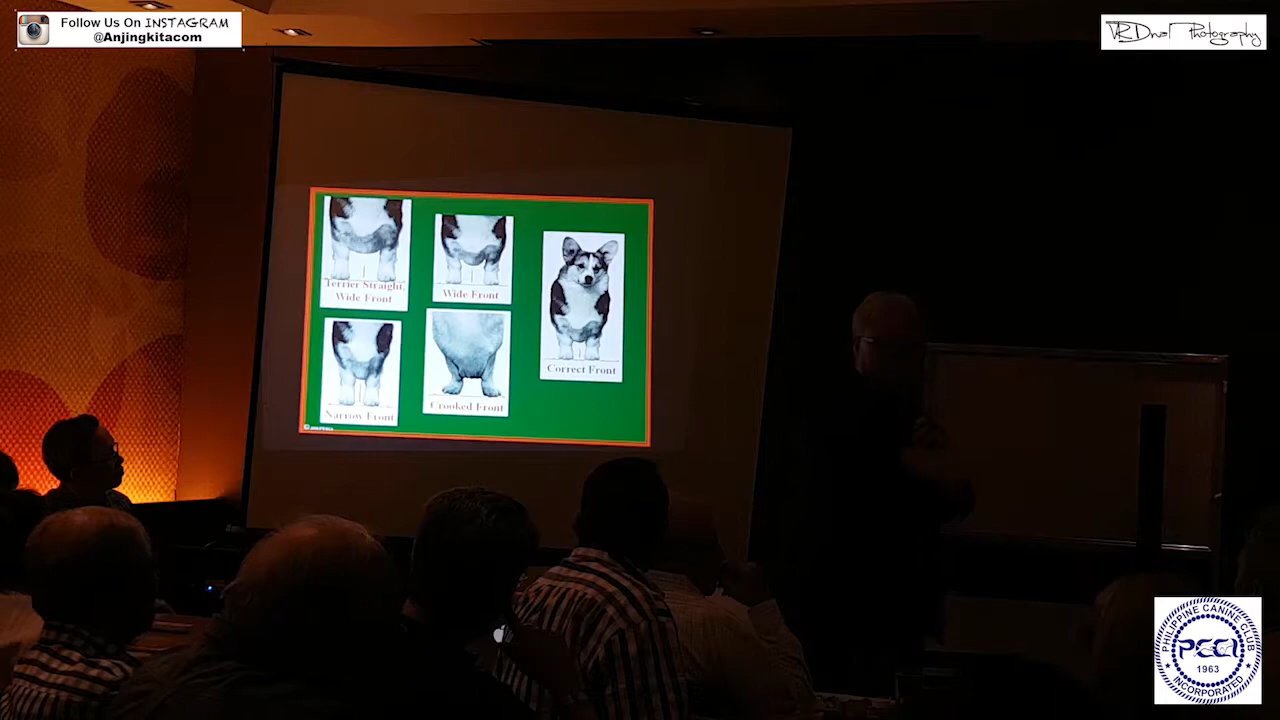 Follow Us On INSTAGRAM
@Anjingkitacom
VRDnaT Photography
Terrier Straight,
Wide Front
Wide Front
Correct Front
Narrow Front
Crooked Front
PHILIPPINE CANINE CLUB
PCCI
1963
INCORPORATED